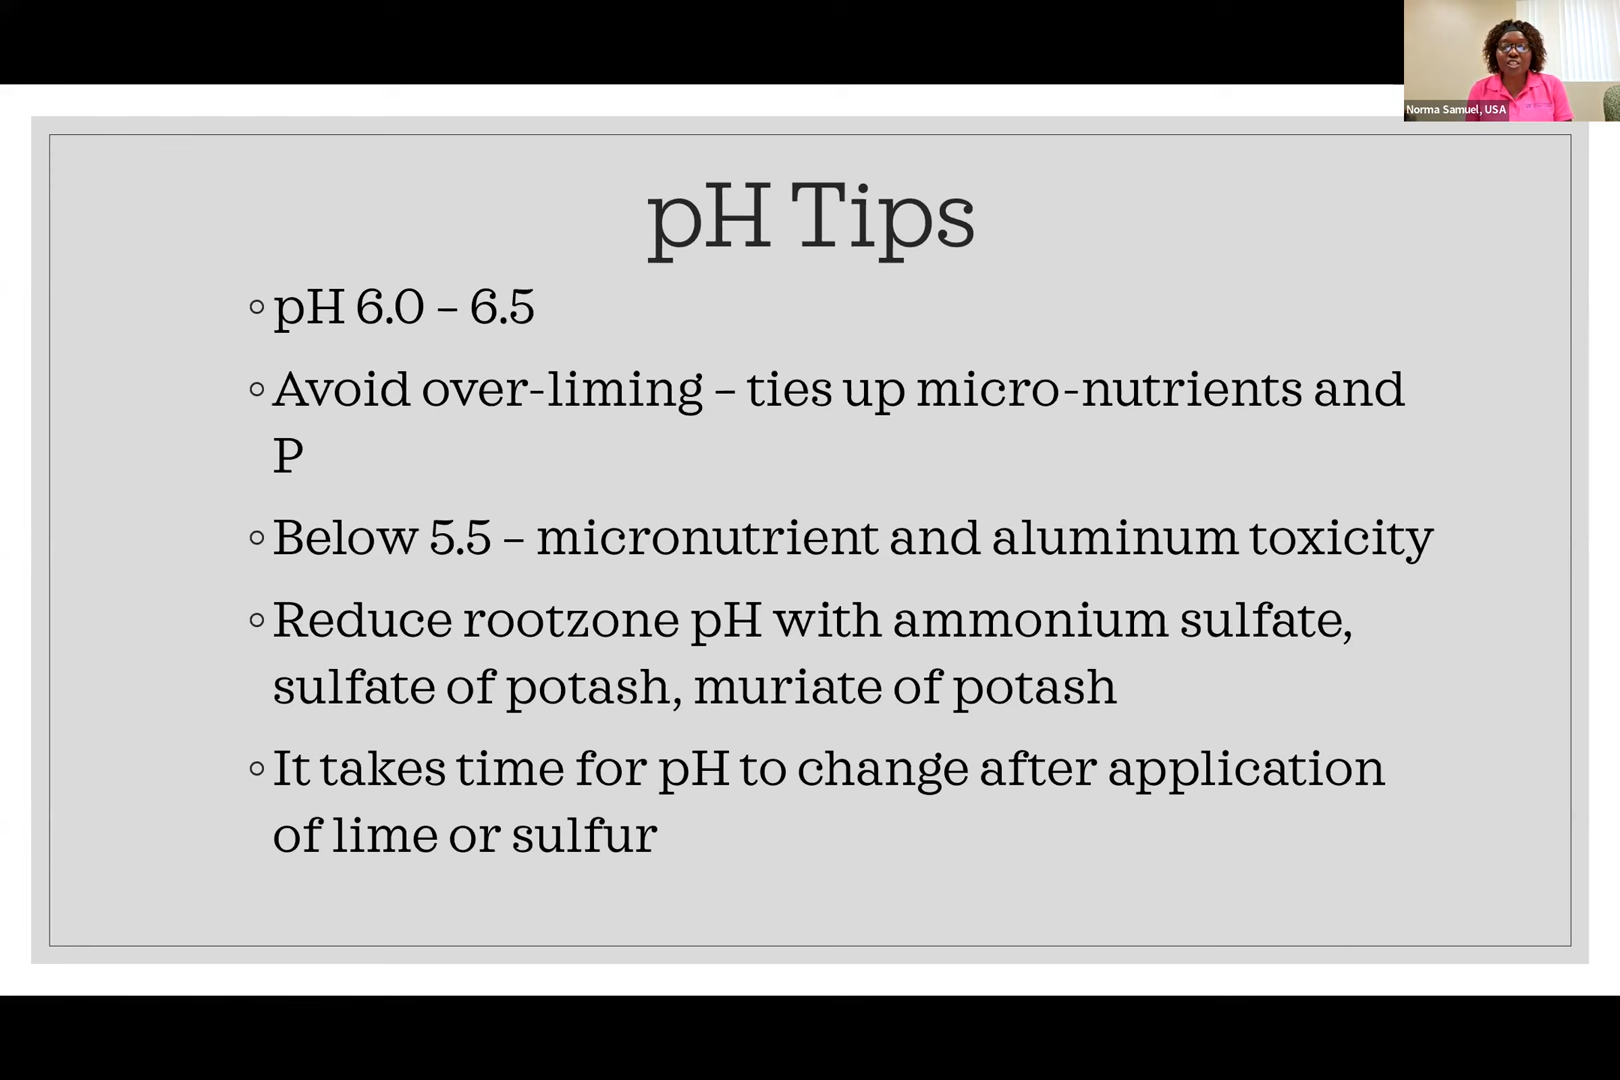 Norma Samuel, USA
pH Tips
◦pH 6.0 – 6.5
◦Avoid over-liming – ties up micro-nutrients and
P
◦Below 5.5 – micronutrient and aluminum toxicity
◦Reduce rootzone pH with ammonium sulfate,
sulfate of potash, muriate of potash
◦It takes time for pH to change after application
of lime or sulfur